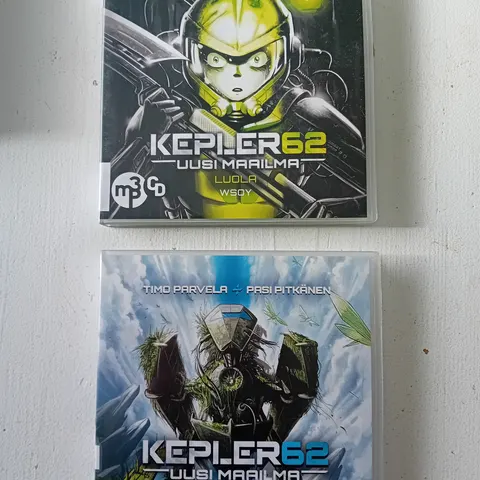 KEPLER62
UUSI MAAILMA
LUOLA
WSOY
mp3 CD
TIMO PARVELA ÷ PASI PITKÄNEN
KEPLER62
UUSI MAAILMA